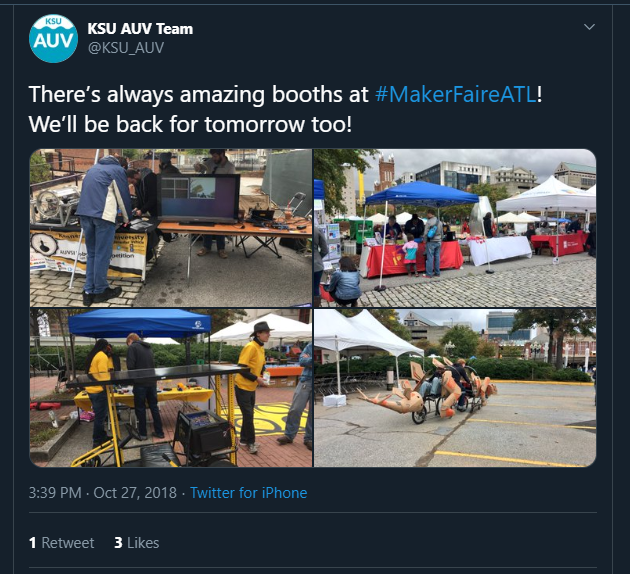 KSU
AUV
KSU AUV Team
@KSU_AUV
There's always amazing booths at #MakerFaireATL!
We'll be back for tomorrow too!
3:39 PM · Oct 27, 2018 · Twitter for iPhone
1 Retweet 3 Likes